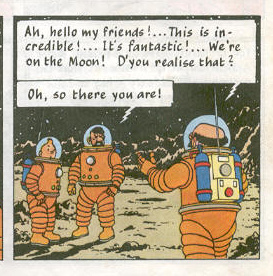 Ah, hello my friends!... This is in-
credible!... It's fantastic!... We're
on the Moon! D'you realise that?
Oh, so there you are!